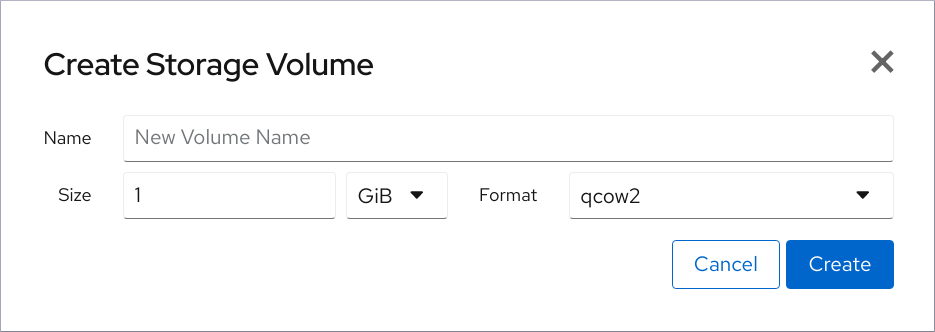 Create Storage Volume
Name New Volume Name
Size 1 GiB Format qcow2
Cancel Create